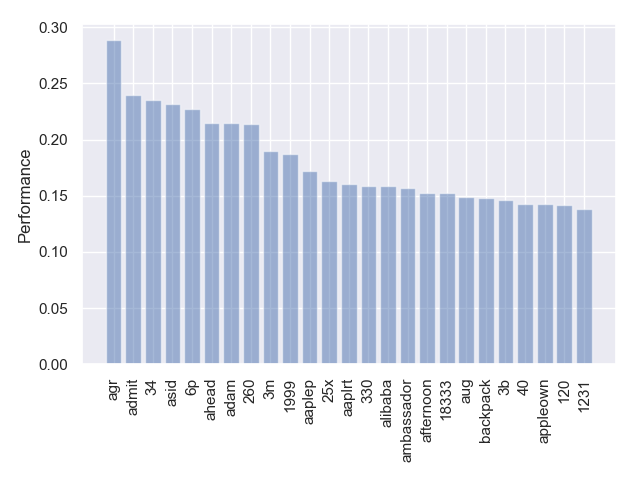 0.30
0.25
0.20
0.15
0.10
0.05
0.00
Performance
agr
admit
34
asid
6p
ahead
adam
260
3m
1999
aaplep
25x
aaplrt
330
alibaba
ambassador
afternoon
18333
aug
backpack
3b
40
appleown
120
1231